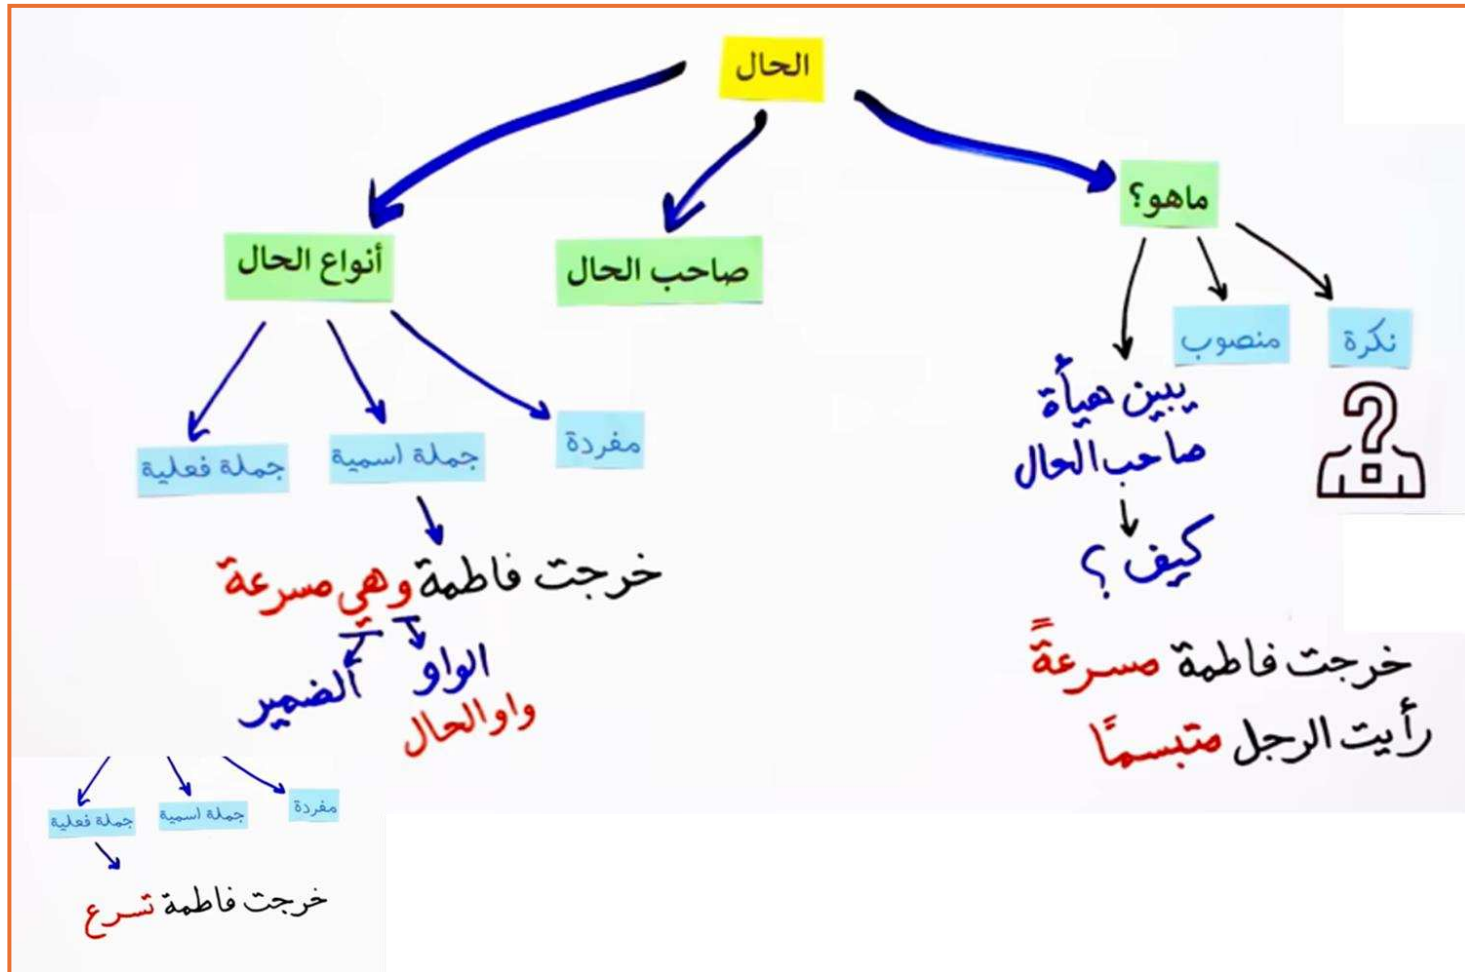 الحال
ماهو؟
صاحب الحال
أنواع الحال
نكرة
منصوب
يبين هيأة
صاحب الحال
كيف؟
خرجت فاطمة مسرعةً
رأيت الرجل متبسمًا
مفردة
جملة اسمية
جملة فعلية
خرجت فاطمة وهي مسرعة
الواو
واو الحال
الضمير
مفردة
جملة اسمية
جملة فعلية
خرجت فاطمة تسرع